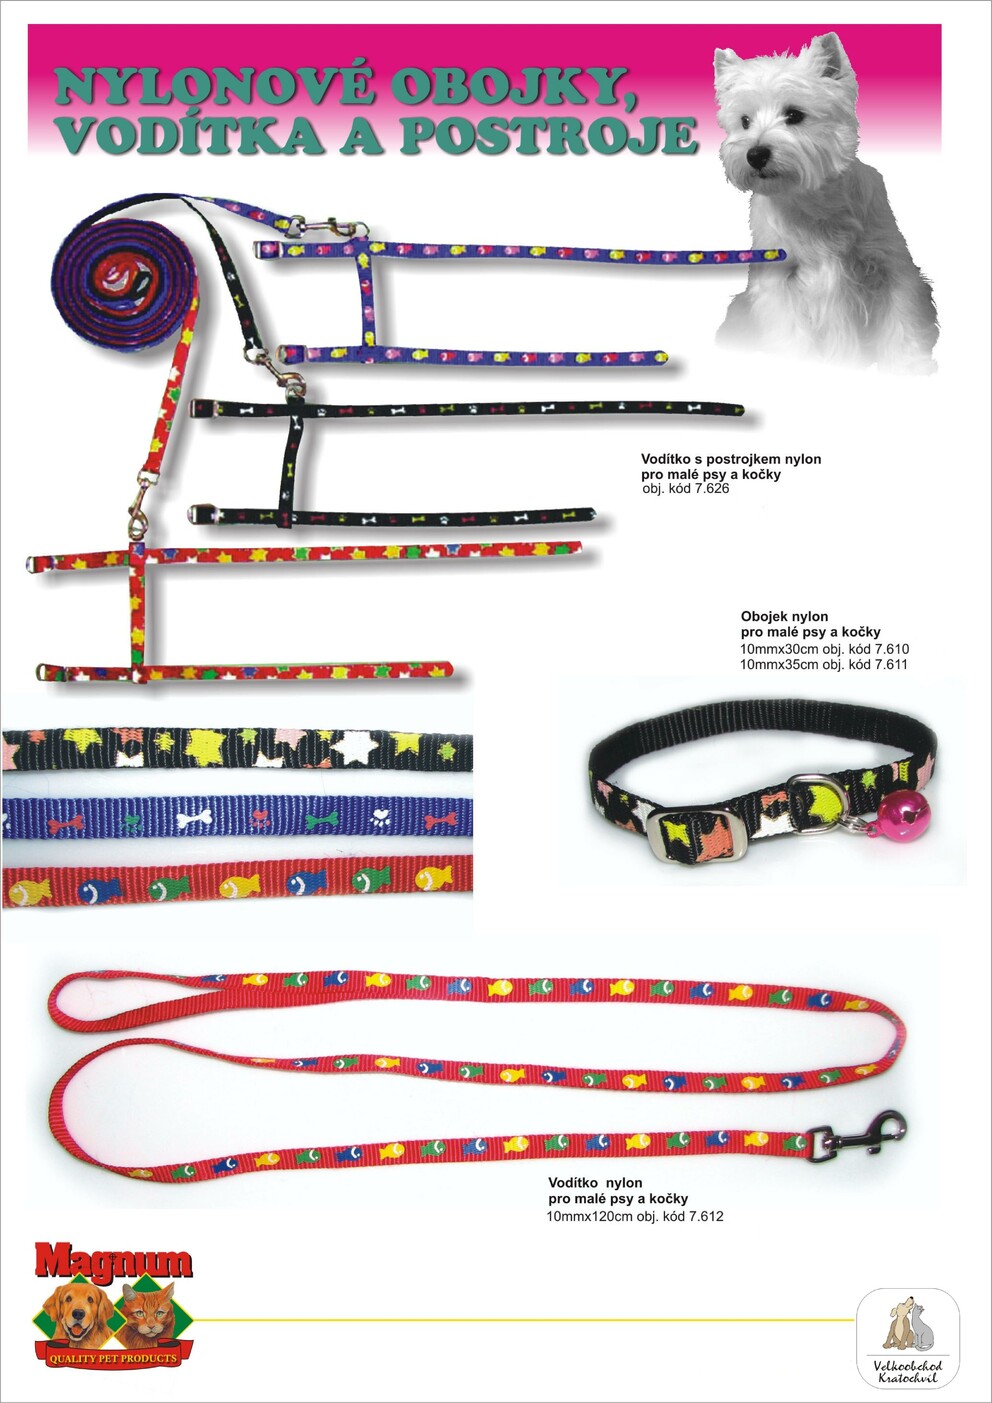 NYLONOVÉ OBOJKY,
VODÍTKA A POSTROJE
Vodítko s postrojkem nylon
pro malé psy a kočky
obj. kód 7.626
Obojek nylon
pro malé psy a kočky
10mmx30cm obj. kód 7.610
10mmx35cm obj. kód 7.611
Vodítko nylon
pro malé psy a kočky
10mmx120cm obj. kód 7.612
Magnum
QUALITY PET PRODUCTS
Velkoobchod
Kratochvíl